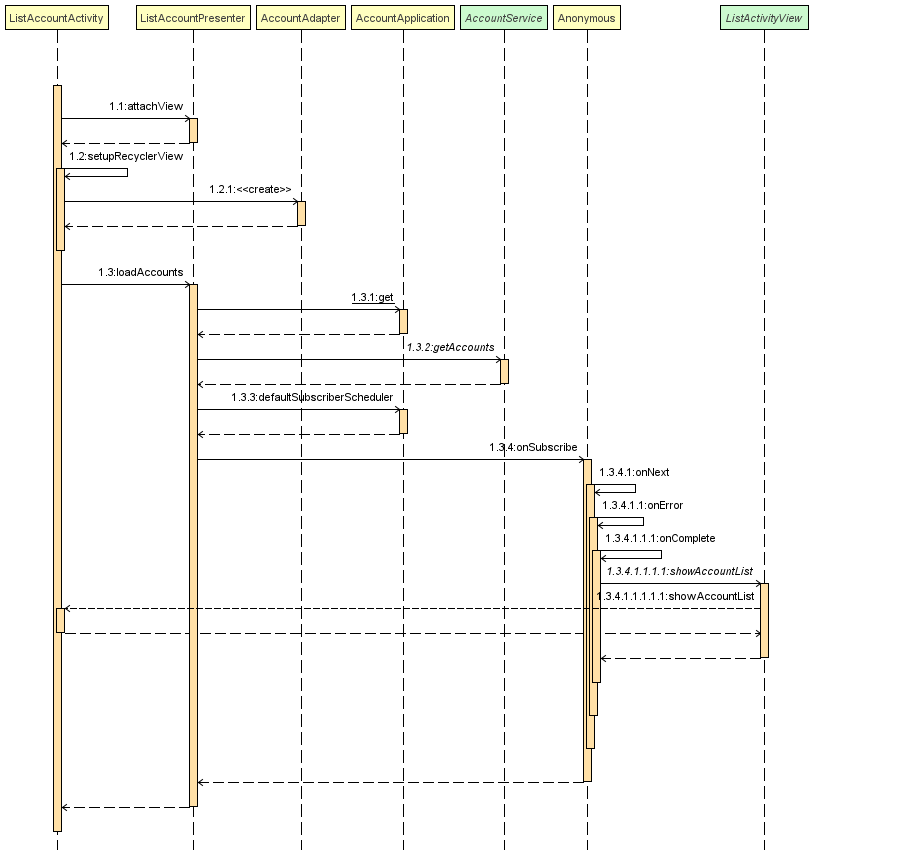 ListAccountActivity
ListAccountPresenter
AccountAdapter
AccountApplication
AccountService
Anonymous
ListActivityView
1.1:attachView
1.2:setupRecyclerView
1.2.1:<<create>>
1.3:loadAccounts
1.3.1:get
1.3.2:getAccounts
1.3.3:defaultSubscriberScheduler
1.3.4:onSubscribe
1.3.4.1:onNext
1.3.4.1.1:onError
1.3.4.1.1.1:onComplete
1.3.4.1.1.1.1:showAccountList
1.3.4.1.1.1.1.1:showAccountList